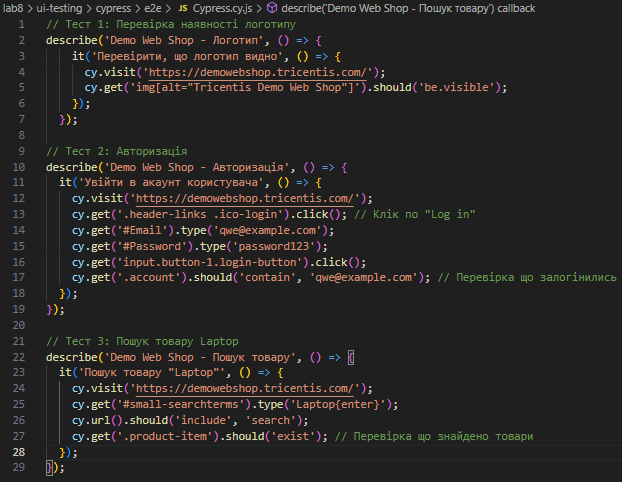 lab8 > ui-testing > cypress > e2e > JS Cypress.cy.js > describe('Demo Web Shop - Пошук товару') callback
1 // Тест 1: Перевірка наявності логотипу
2 describe('Demo Web Shop - Логотип', () => {
3 it('Перевірити, що логотип видно', () => {
4 cy.visit('https://demowebshop.tricentis.com/');
5 cy.get('img[alt="Tricentis Demo Web Shop"]').should('be.visible');
6 });
7 });
8
9 // Тест 2: Авторизація
10 describe('Demo Web Shop - Авторизація', () => {
11 it('Увійти в акаунт користувача', () => {
12 cy.visit('https://demowebshop.tricentis.com/');
13 cy.get('.header-links .ico-login').click(); // Клік по "Log in"
14 cy.get('#Email').type('qwe@example.com');
15 cy.get('#Password').type('password123');
16 cy.get('input.button-1.login-button').click();
17 cy.get('.account').should('contain', 'qwe@example.com'); // Перевірка що залогінились
18 });
19 });
20
21 // Тест 3: Пошук товару Laptop
22 describe('Demo Web Shop - Пошук товару', () => {
23 it('Пошук товару "Laptop"', () => {
24 cy.visit('https://demowebshop.tricentis.com/');
25 cy.get('#small-searchterms').type('Laptop{enter}');
26 cy.url().should('include', 'search');
27 cy.get('.product-item').should('exist'); // Перевірка що знайдено товари
28 });
29 });